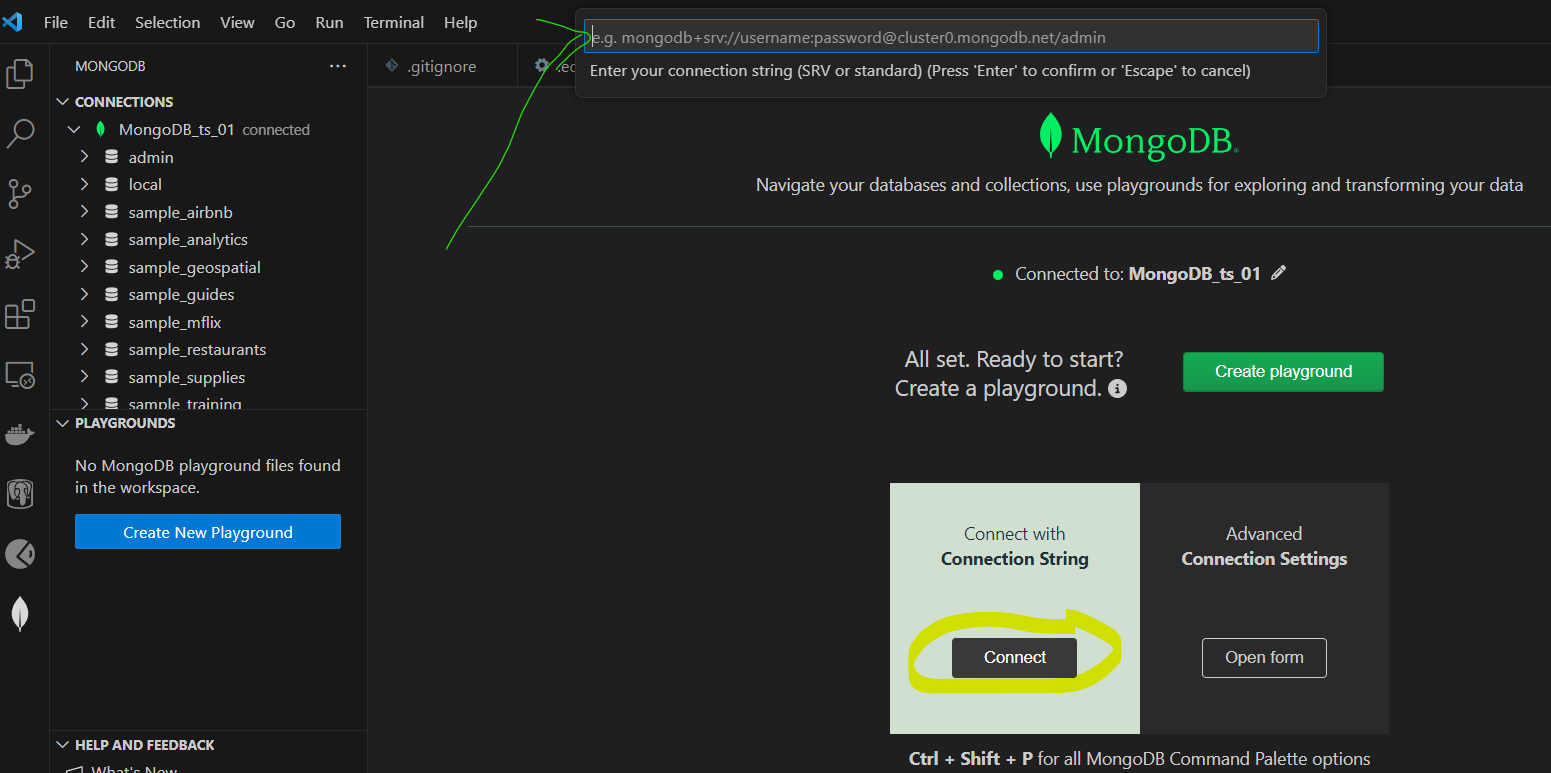 File Edit Selection View Go Run Terminal Help
e.g. mongodb+srv://username:password@cluster0.mongodb.net/admin
Enter your connection string (SRV or standard) (Press 'Enter' to confirm or 'Escape' to cancel)
MONGODB
.gitignore
CONNECTIONS
MongoDB_ts_01 connected
admin
local
sample_airbnb
sample_analytics
sample_geospatial
sample_guides
sample_mflix
sample_restaurants
sample_supplies
sample_training
PLAYGROUNDS
No MongoDB playground files found
in the workspace.
Create New Playground
HELP AND FEEDBACK
What's New
MongoDB.
Navigate your databases and collections, use playgrounds for exploring and transforming your data
Connected to: MongoDB_ts_01
All set. Ready to start?
Create a playground.
Create playground
Connect with
Connection String
Connect
Advanced
Connection Settings
Open form
Ctrl + Shift + P for all MongoDB Command Palette options